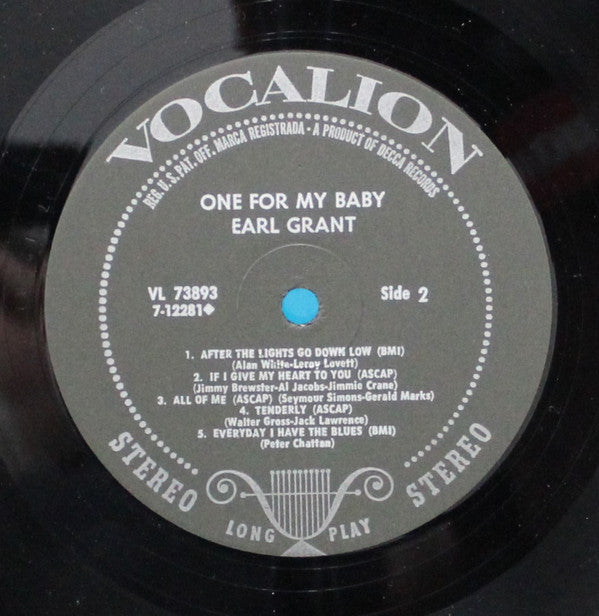 VOCALION
REG. U.S. PAT. OFF. MARCA REGISTRADA - A PRODUCT OF DECCA RECORDS
ONE FOR MY BABY
EARL GRANT
VL 73893
7-12281◆
Side 2
1. AFTER THE LIGHTS GO DOWN LOW (BMI)
(Alan White-Leroy Lovett)
2. IF I GIVE MY HEART TO YOU (ASCAP)
(Jimmy Brewster-Al Jacobs-Jimmie Crane)
3. ALL OF ME (ASCAP) (Seymour Simons-Gerald Marks)
4. TENDERLY (ASCAP)
(Walter Gross-Jack Lawrence)
5. EVERYDAY I HAVE THE BLUES (BMI)
(Peter Chattan)
STEREO
LONG PLAY
STEREO